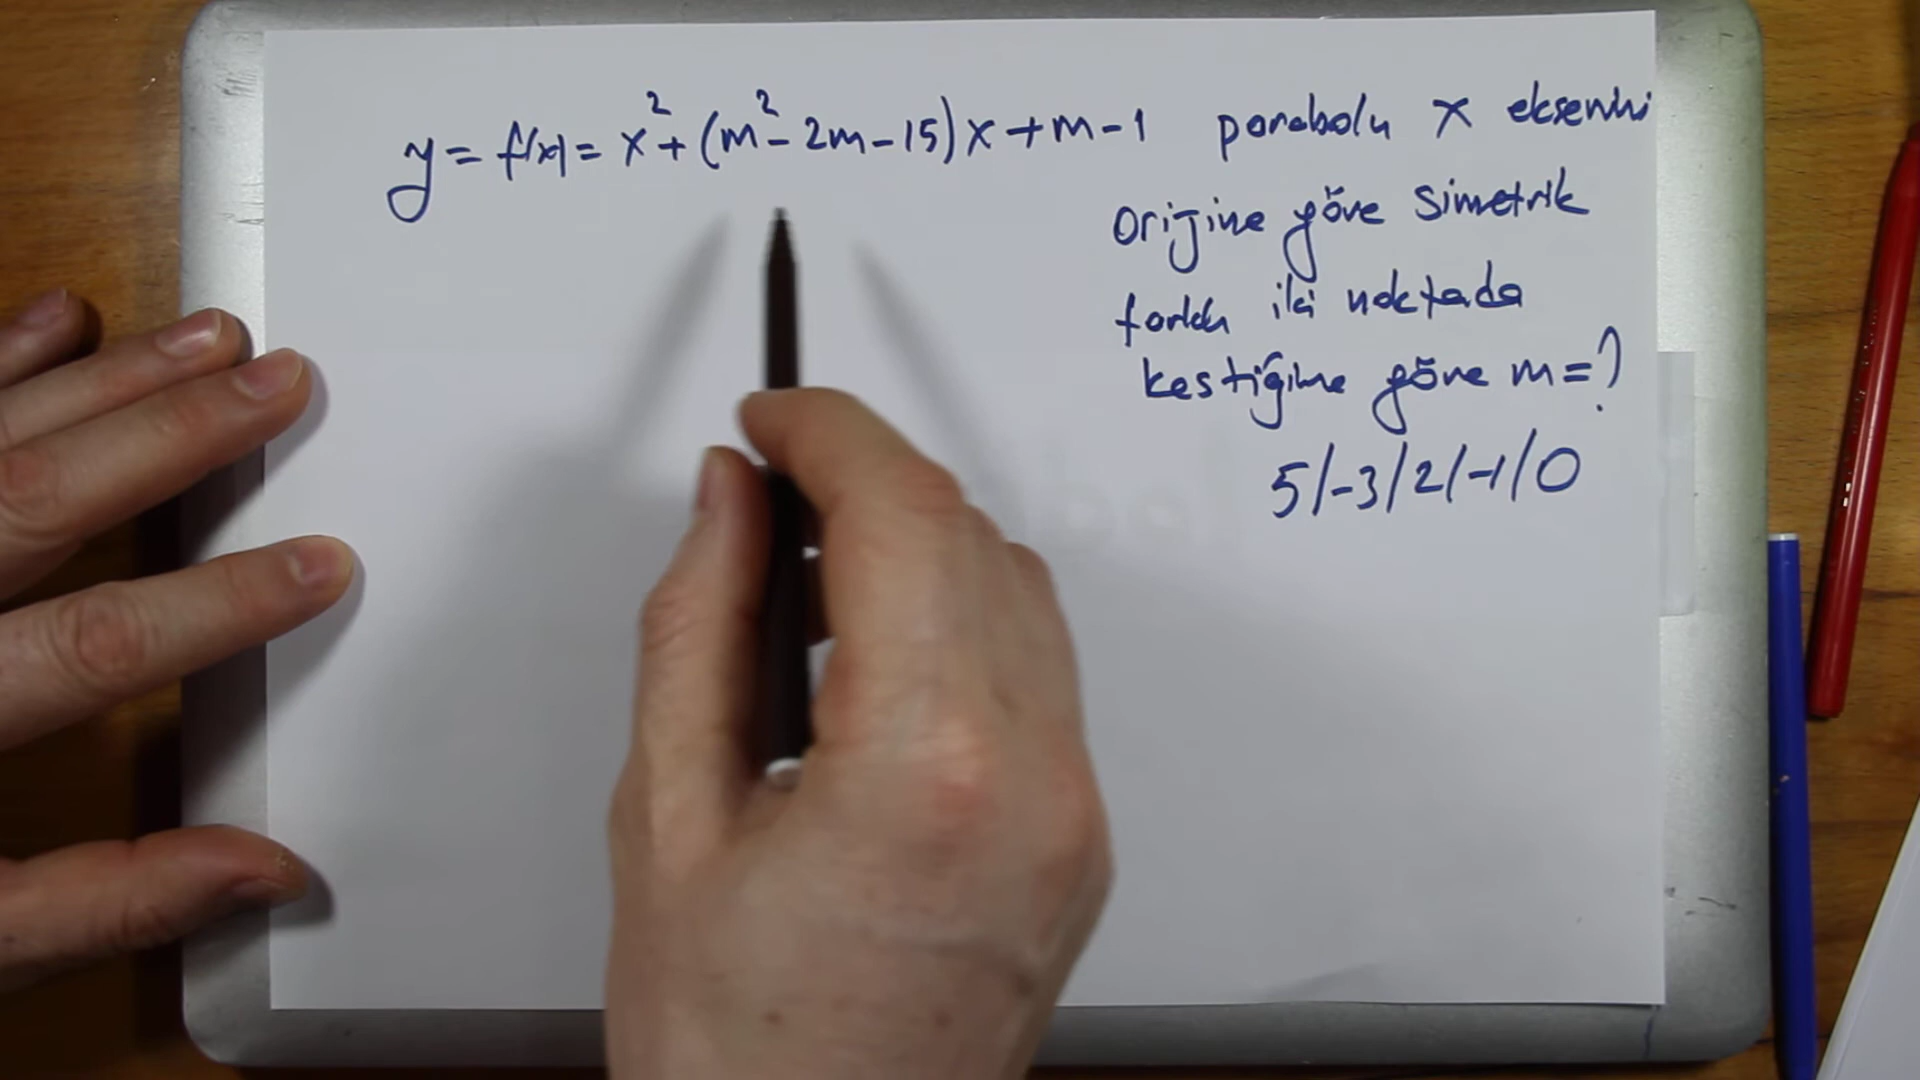 y = f(x) = x² + (m² - 2m - 15)x + m - 1 parabolü x eksenini
Orijine göre simetrik
farklı iki noktada
kestiğine göre m = ?
5/-3/2/-1/0